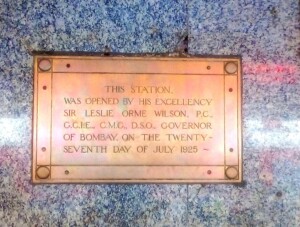 THIS STATION,
WAS OPENED BY HIS EXCELLENCY
SIR LESLIE ORME WILSON, P.C.,
G.C.I.E., C.M.G., D.S.O., GOVERNOR
OF BOMBAY, ON THE TWENTY-
SEVENTH DAY OF JULY 1925 ~